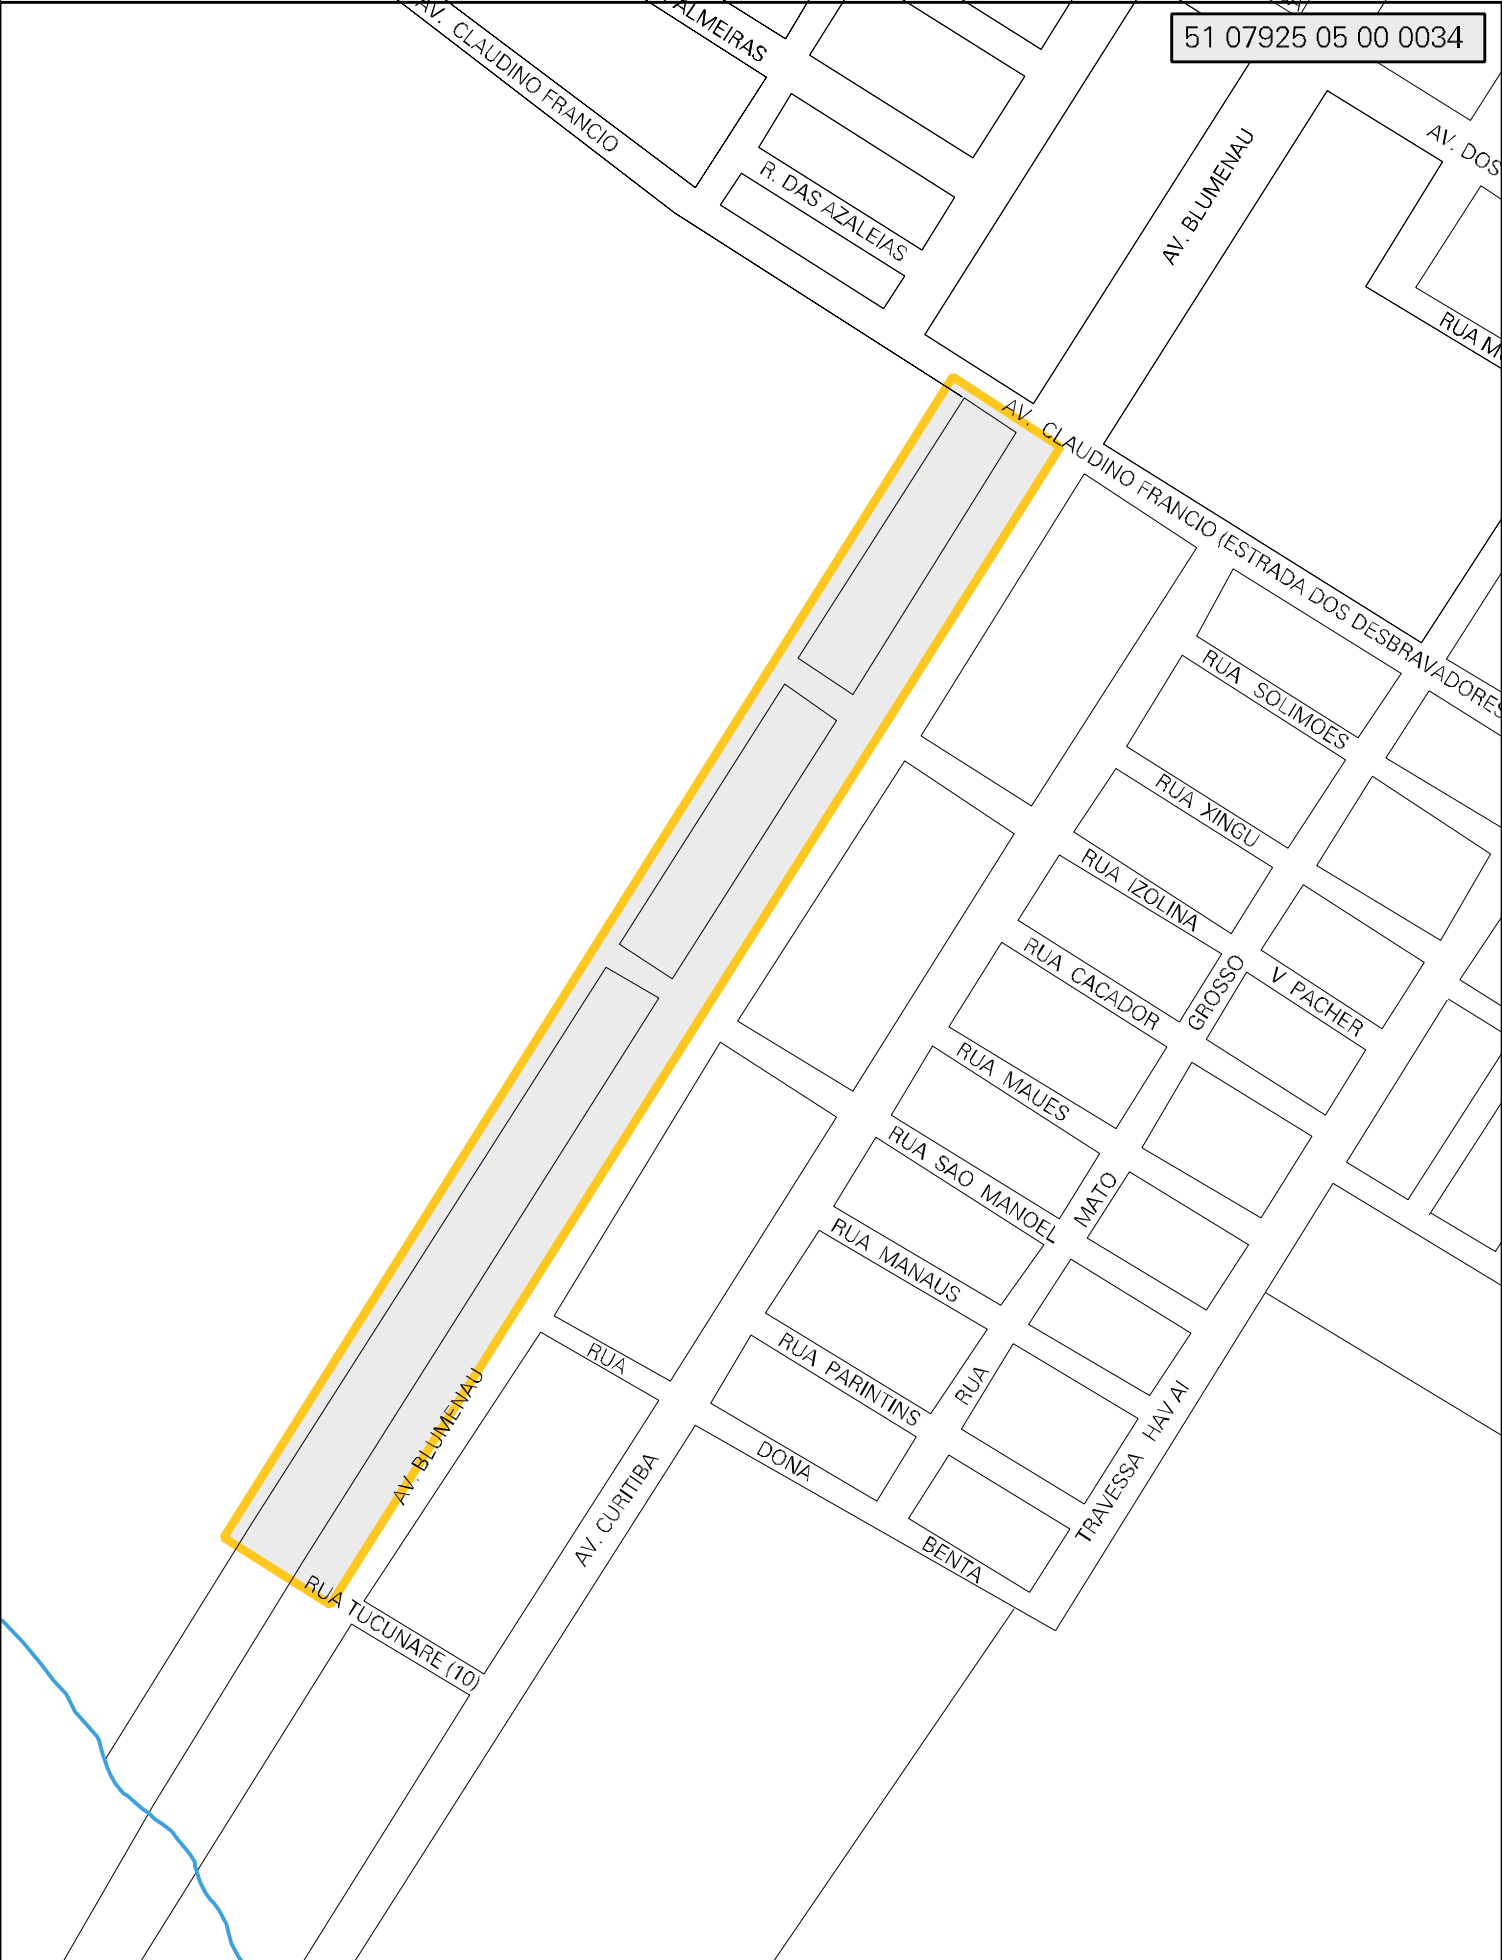 51 07925 05 00 0034
AV. CLAUDINO FRANCIO
ALMEIRAS
R. DAS AZALEIAS
AV. BLUMENAU
AV. DOS
RUA M
AV. CLAUDINO FRANCIO (ESTRADA DOS DESBRAVADORES
RUA SOLIMOES
RUA XINGU
RUA IZOLINA
V PACHER
RUA CACADOR
GROSSO
RUA MAUES
RUA SAO MANOEL
MATO
RUA MANAUS
RUA PARINTINS
RUA
RUA
DONA
BENTA
TRAVESSA HAVAI
AV. BLUMENAU
AV. CURITIBA
RUA TUCUNARE (10)